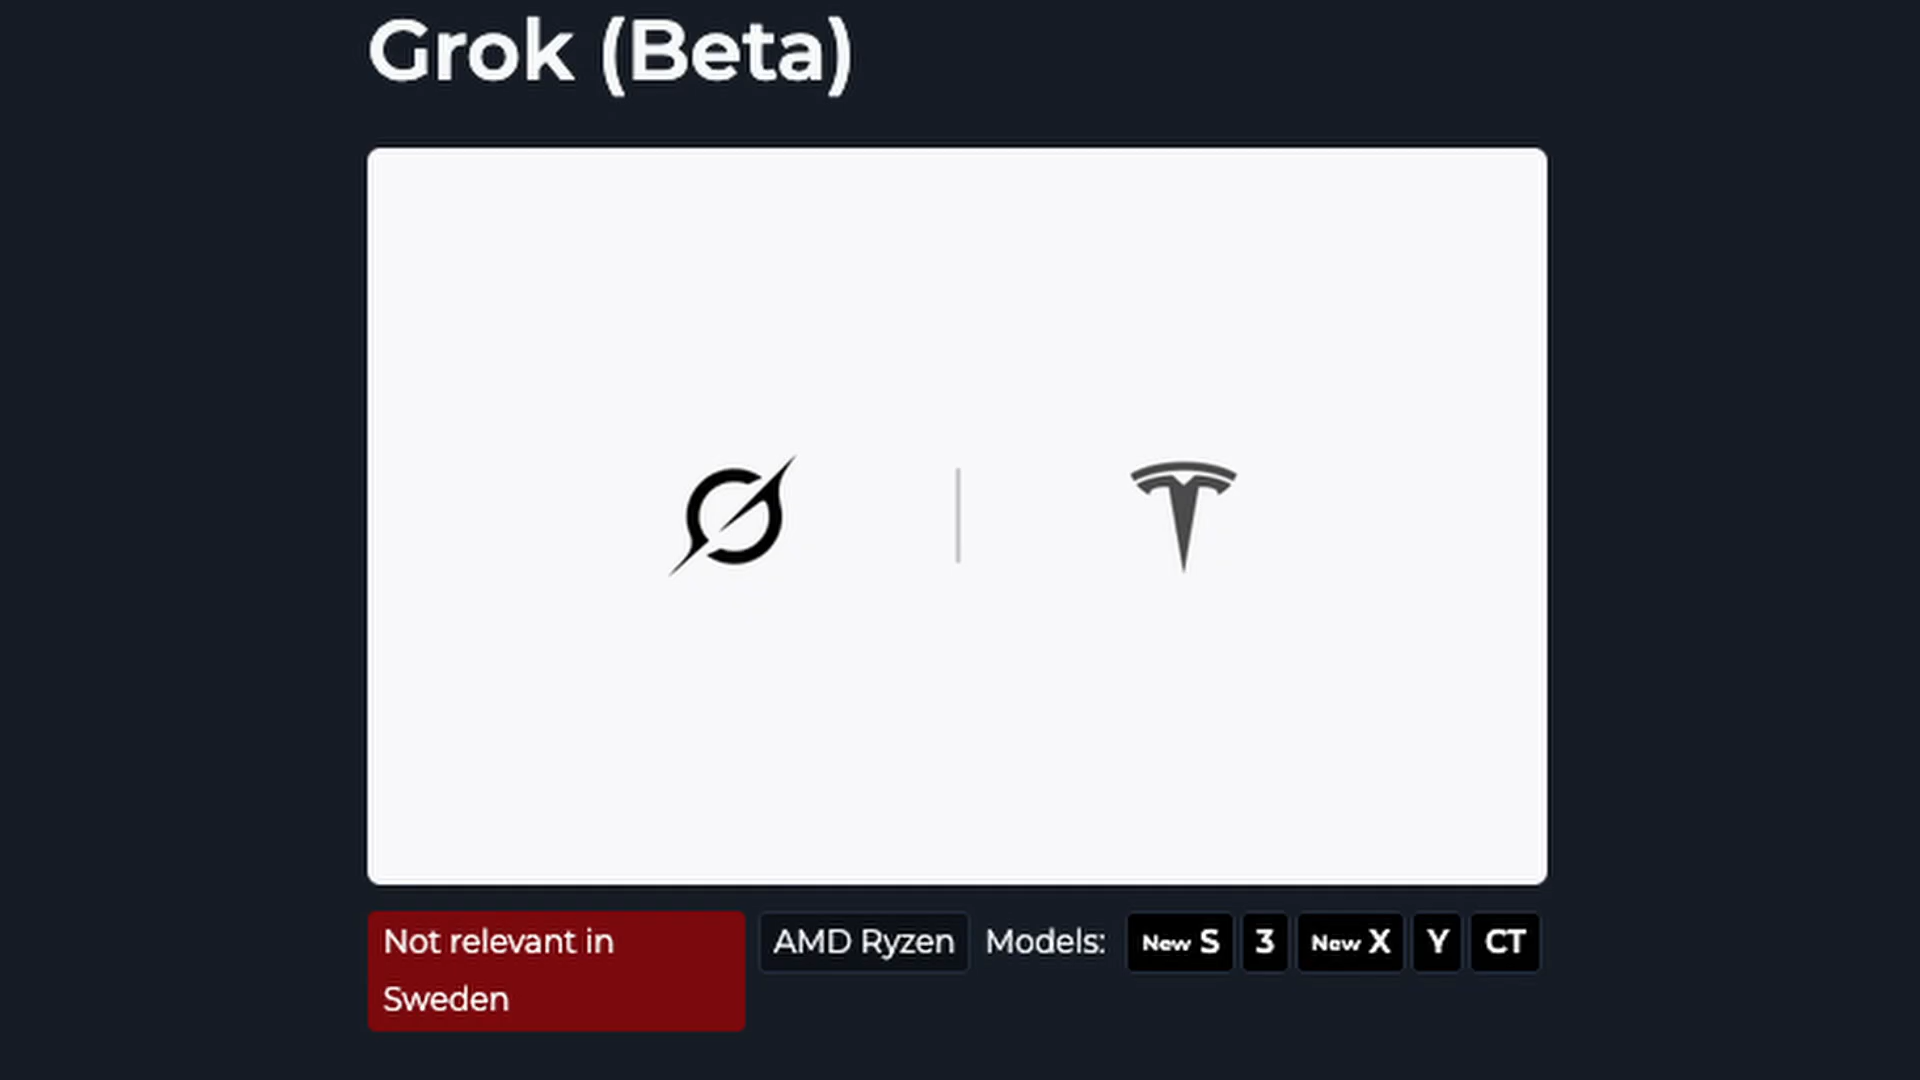 Grok (Beta)
Not relevant in
Sweden
AMD Ryzen
Models:
New S
3
New X
Y
CT